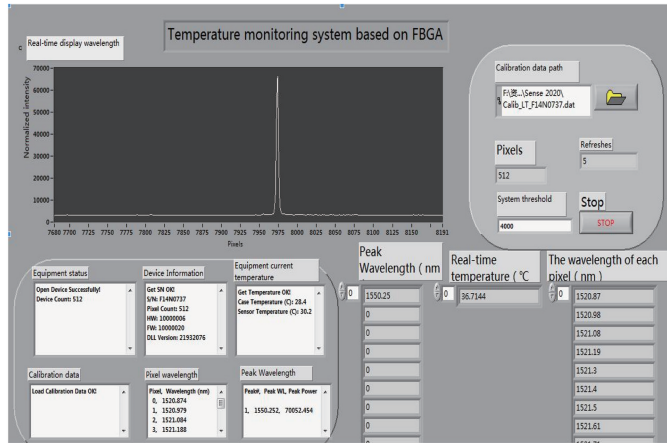 Temperature monitoring system based on FBGA
c Real-time display wavelength
Normalized intensity
70000
60000
50000
40000
30000
20000
10000
0
7680 7700 7725 7750 7775 7800 7825 7850 7875 7900 7925 7950 7975 8000 8025 8050 8075 8100 8125 8150 8191
Pixels
Calibration data path
F:\资...\Sense 2020\
Calib_LT_F14N0737.dat
Pixels
512
Refreshes
5
System threshold
4000
Stop
STOP
Equipment status
Open Device Successfully!
Device Count: 512
Device Information
Get SN OK!
S/N: F14N0737
Pixel Count: 512
HW: 10000006
FW: 10000020
DLL Version: 21932076
Equipment current
temperature
Get Temperature OK!
Case Temperature (C): 28.4
Sensor Temperature (C): 30.2
Calibration data
Load Calibration Data OK!
Pixel wavelength
Pixel, Wavelength (nm)
0, 1520.874
1, 1520.979
2, 1521.084
3, 1521.188
Peak Wavelength
Peak#, Peak WL, Peak Power
1, 1550.252, 70052.454
Peak
Wavelength ( nm
0
1550.25
0
0
0
0
0
0
0
Real-time
temperature ( ℃
0
36.7144
The wavelength of each
pixel ( nm )
0
1520.87
1520.98
1521.08
1521.19
1521.3
1521.4
1521.5
1521.61